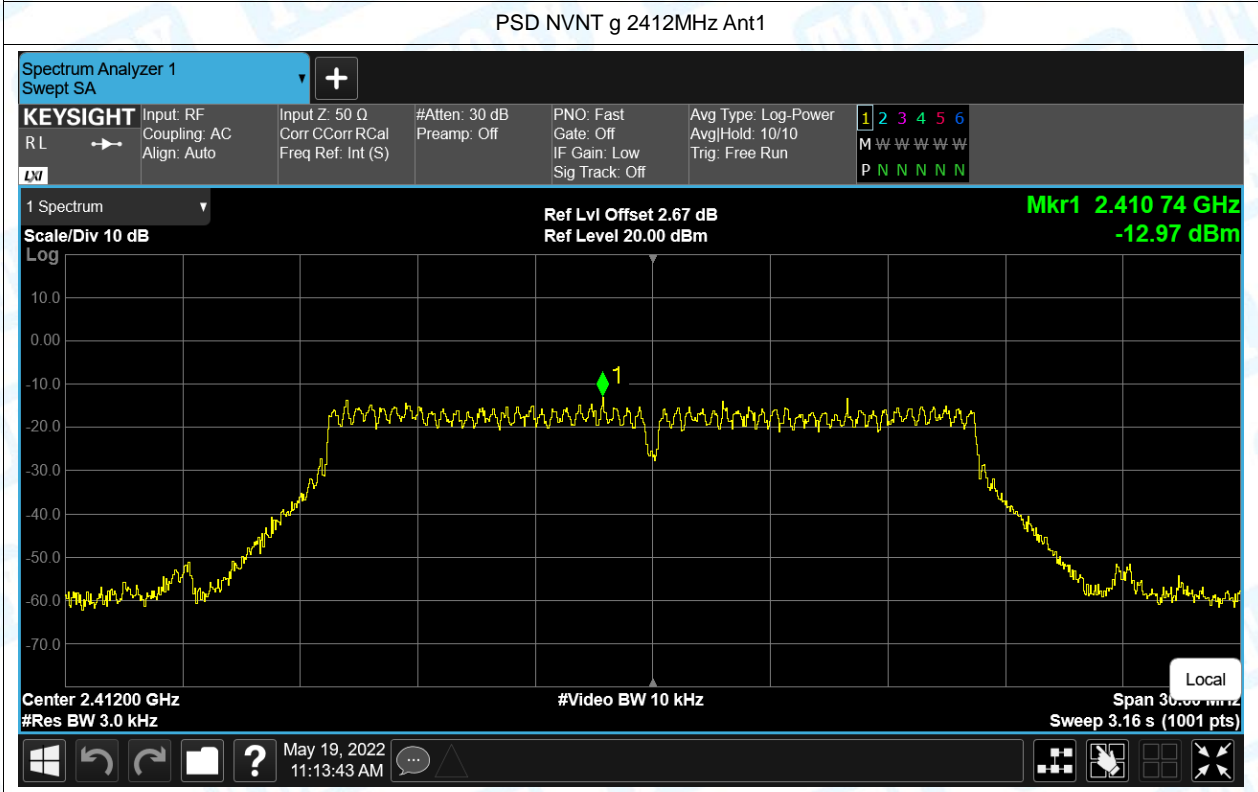 PSD NVNT g 2412MHz Ant1
Spectrum Analyzer 1
Swept SA
KEYSIGHT
R L
LXI
Input: RF
Coupling: AC
Align: Auto
Input Z: 50 Ω
Corr CCorr RCal
Freq Ref: Int (S)
#Atten: 30 dB
Preamp: Off
PNO: Fast
Gate: Off
IF Gain: Low
Sig Track: Off
Avg Type: Log-Power
Avg|Hold: 10/10
Trig: Free Run
1 2 3 4 5 6
M W W W W W
P N N N N N
1 Spectrum
Scale/Div 10 dB
Log
Ref Lvl Offset 2.67 dB
Ref Level 20.00 dBm
Mkr1 2.410 74 GHz
-12.97 dBm
10.0
0.00
-10.0
-20.0
-30.0
-40.0
-50.0
-60.0
-70.0
1
Local
Center 2.41200 GHz
#Video BW 10 kHz
Span 30.00 MHz
#Res BW 3.0 kHz
Sweep 3.16 s (1001 pts)
?
May 19, 2022
11:13:43 AM